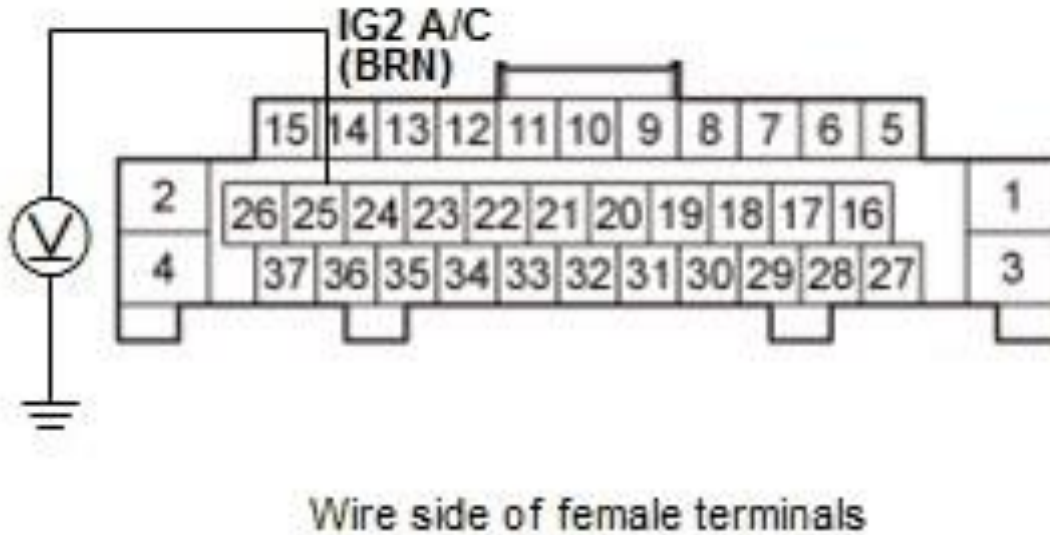 IG2 A/C
(BRN)
15 14 13 12 11 10 9 8 7 6 5
2 26 25 24 23 22 21 20 19 18 17 16 1
4 37 36 35 34 33 32 31 30 29 28 27 3
V
Wire side of female terminals